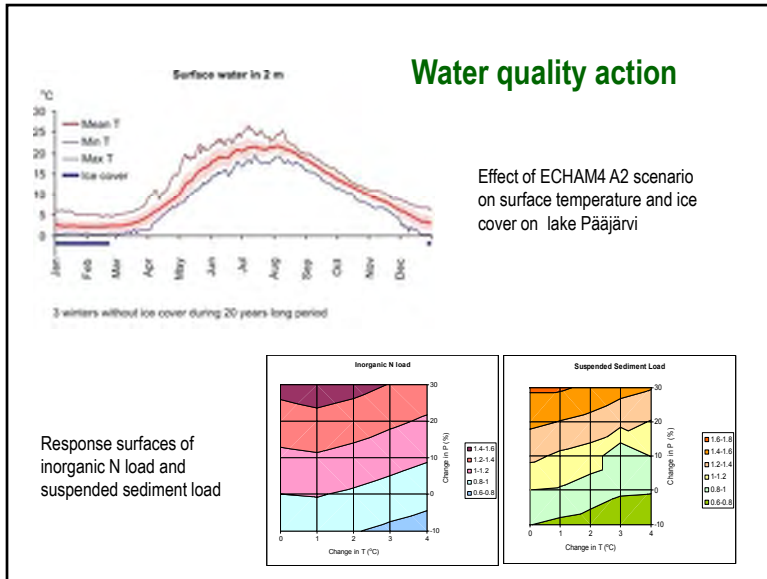 Water quality action
Surface water in 2 m
°C
30
25
20
15
10
5
0
Mean T
Min T
Max T
Ice cover
Jan
Feb
Mar
Apr
May
Jun
Jul
Aug
Sep
Oct
Nov
Dec
3 winters without ice cover during 20 years long period
Effect of ECHAM4 A2 scenario
on surface temperature and ice
cover on lake Pääjärvi
Response surfaces of
inorganic N load and
suspended sediment load
Inorganic N load
30
20
10
0
-10
Change in P (%)
0 1 2 3 4
Change in T (°C)
1.4-1.6
1.2-1.4
1-1.2
0.8-1
0.6-0.8
Suspended Sediment Load
30
20
10
0
-10
Change in P (%)
0 1 2 3 4
Change in T (°C)
1.6-1.8
1.4-1.6
1.2-1.4
1-1.2
0.8-1
0.6-0.8